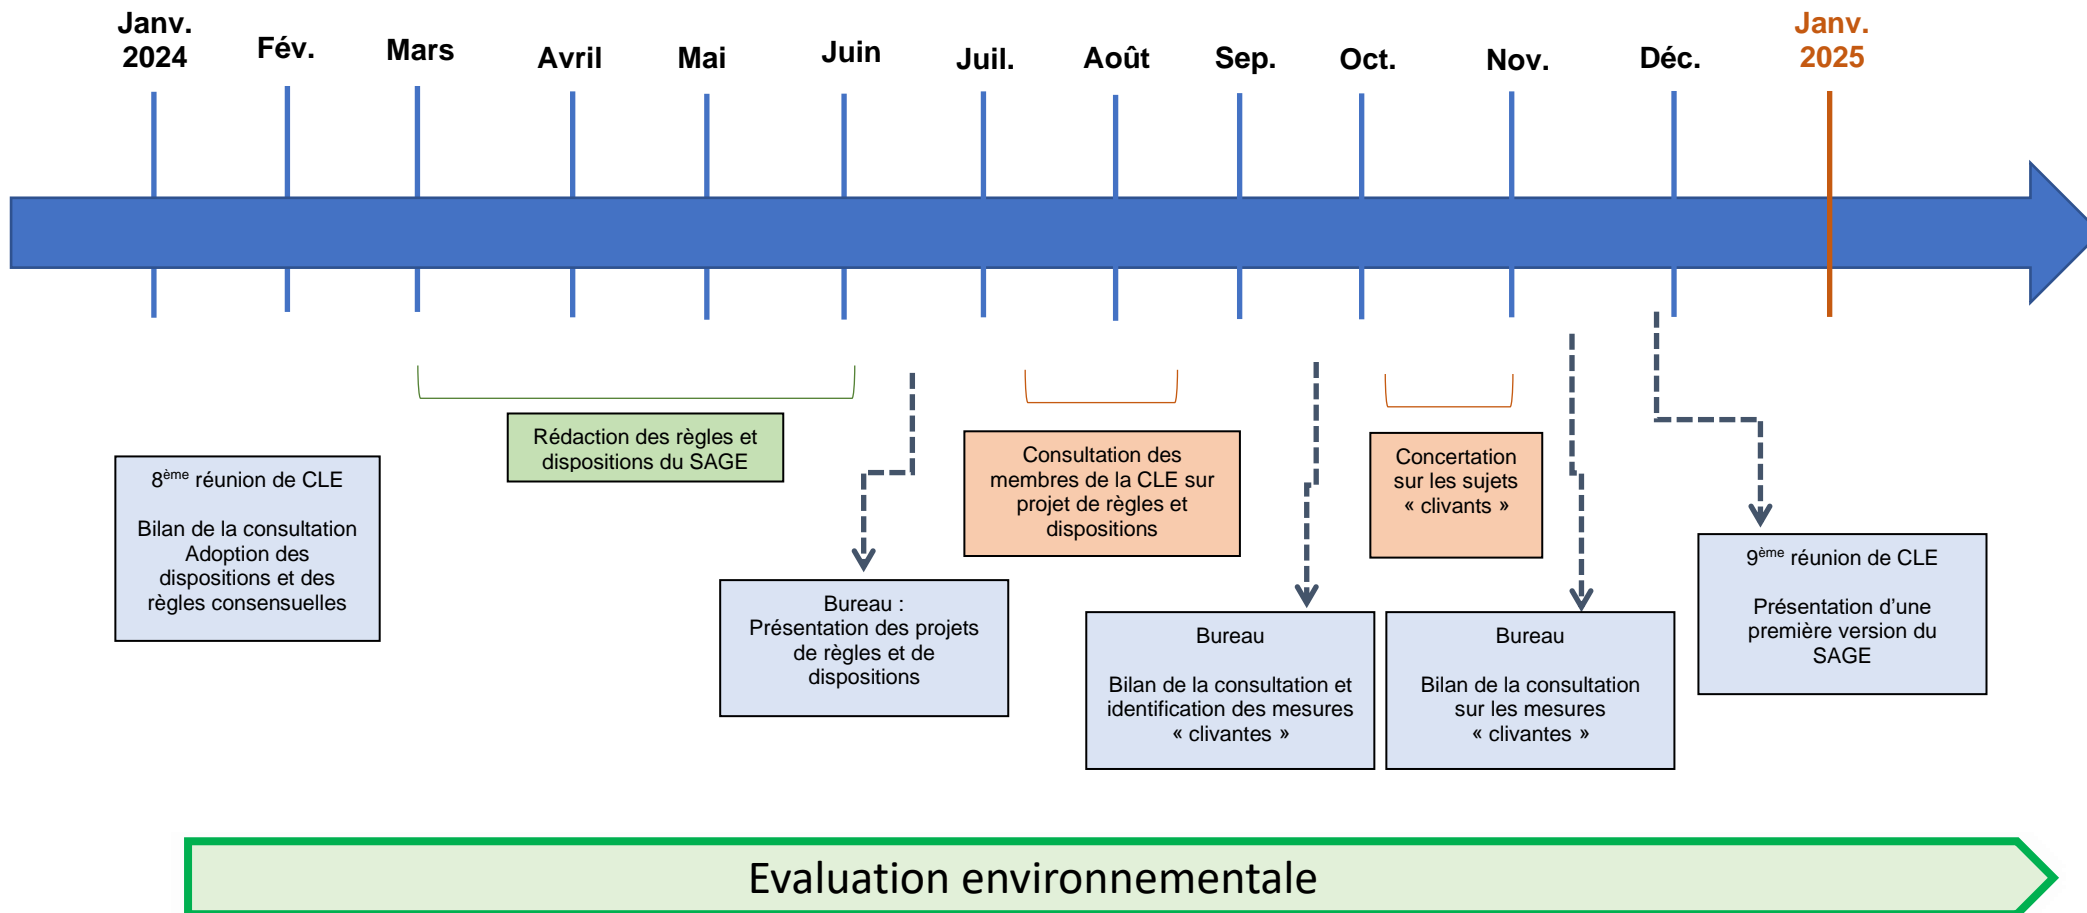 Janv.
2024
Fév.
Mars
Avril
Mai
Juin
Juil.
Août
Sep.
Oct.
Nov.
Déc.
Janv.
2025
Rédaction des règles et
dispositions du SAGE
Consultation des
membres de la CLE sur
projet de règles et
dispositions
Concertation
sur les sujets
« clivants »
8ème réunion de CLE
Bilan de la consultation
Adoption des
dispositions et des
règles consensuelles
Bureau :
Présentation des projets
de règles et de
dispositions
Bureau
Bilan de la consultation et
identification des mesures
« clivantes »
Bureau
Bilan de la consultation
sur les mesures
« clivantes »
9ème réunion de CLE
Présentation d’une
première version du
SAGE
Evaluation environnementale